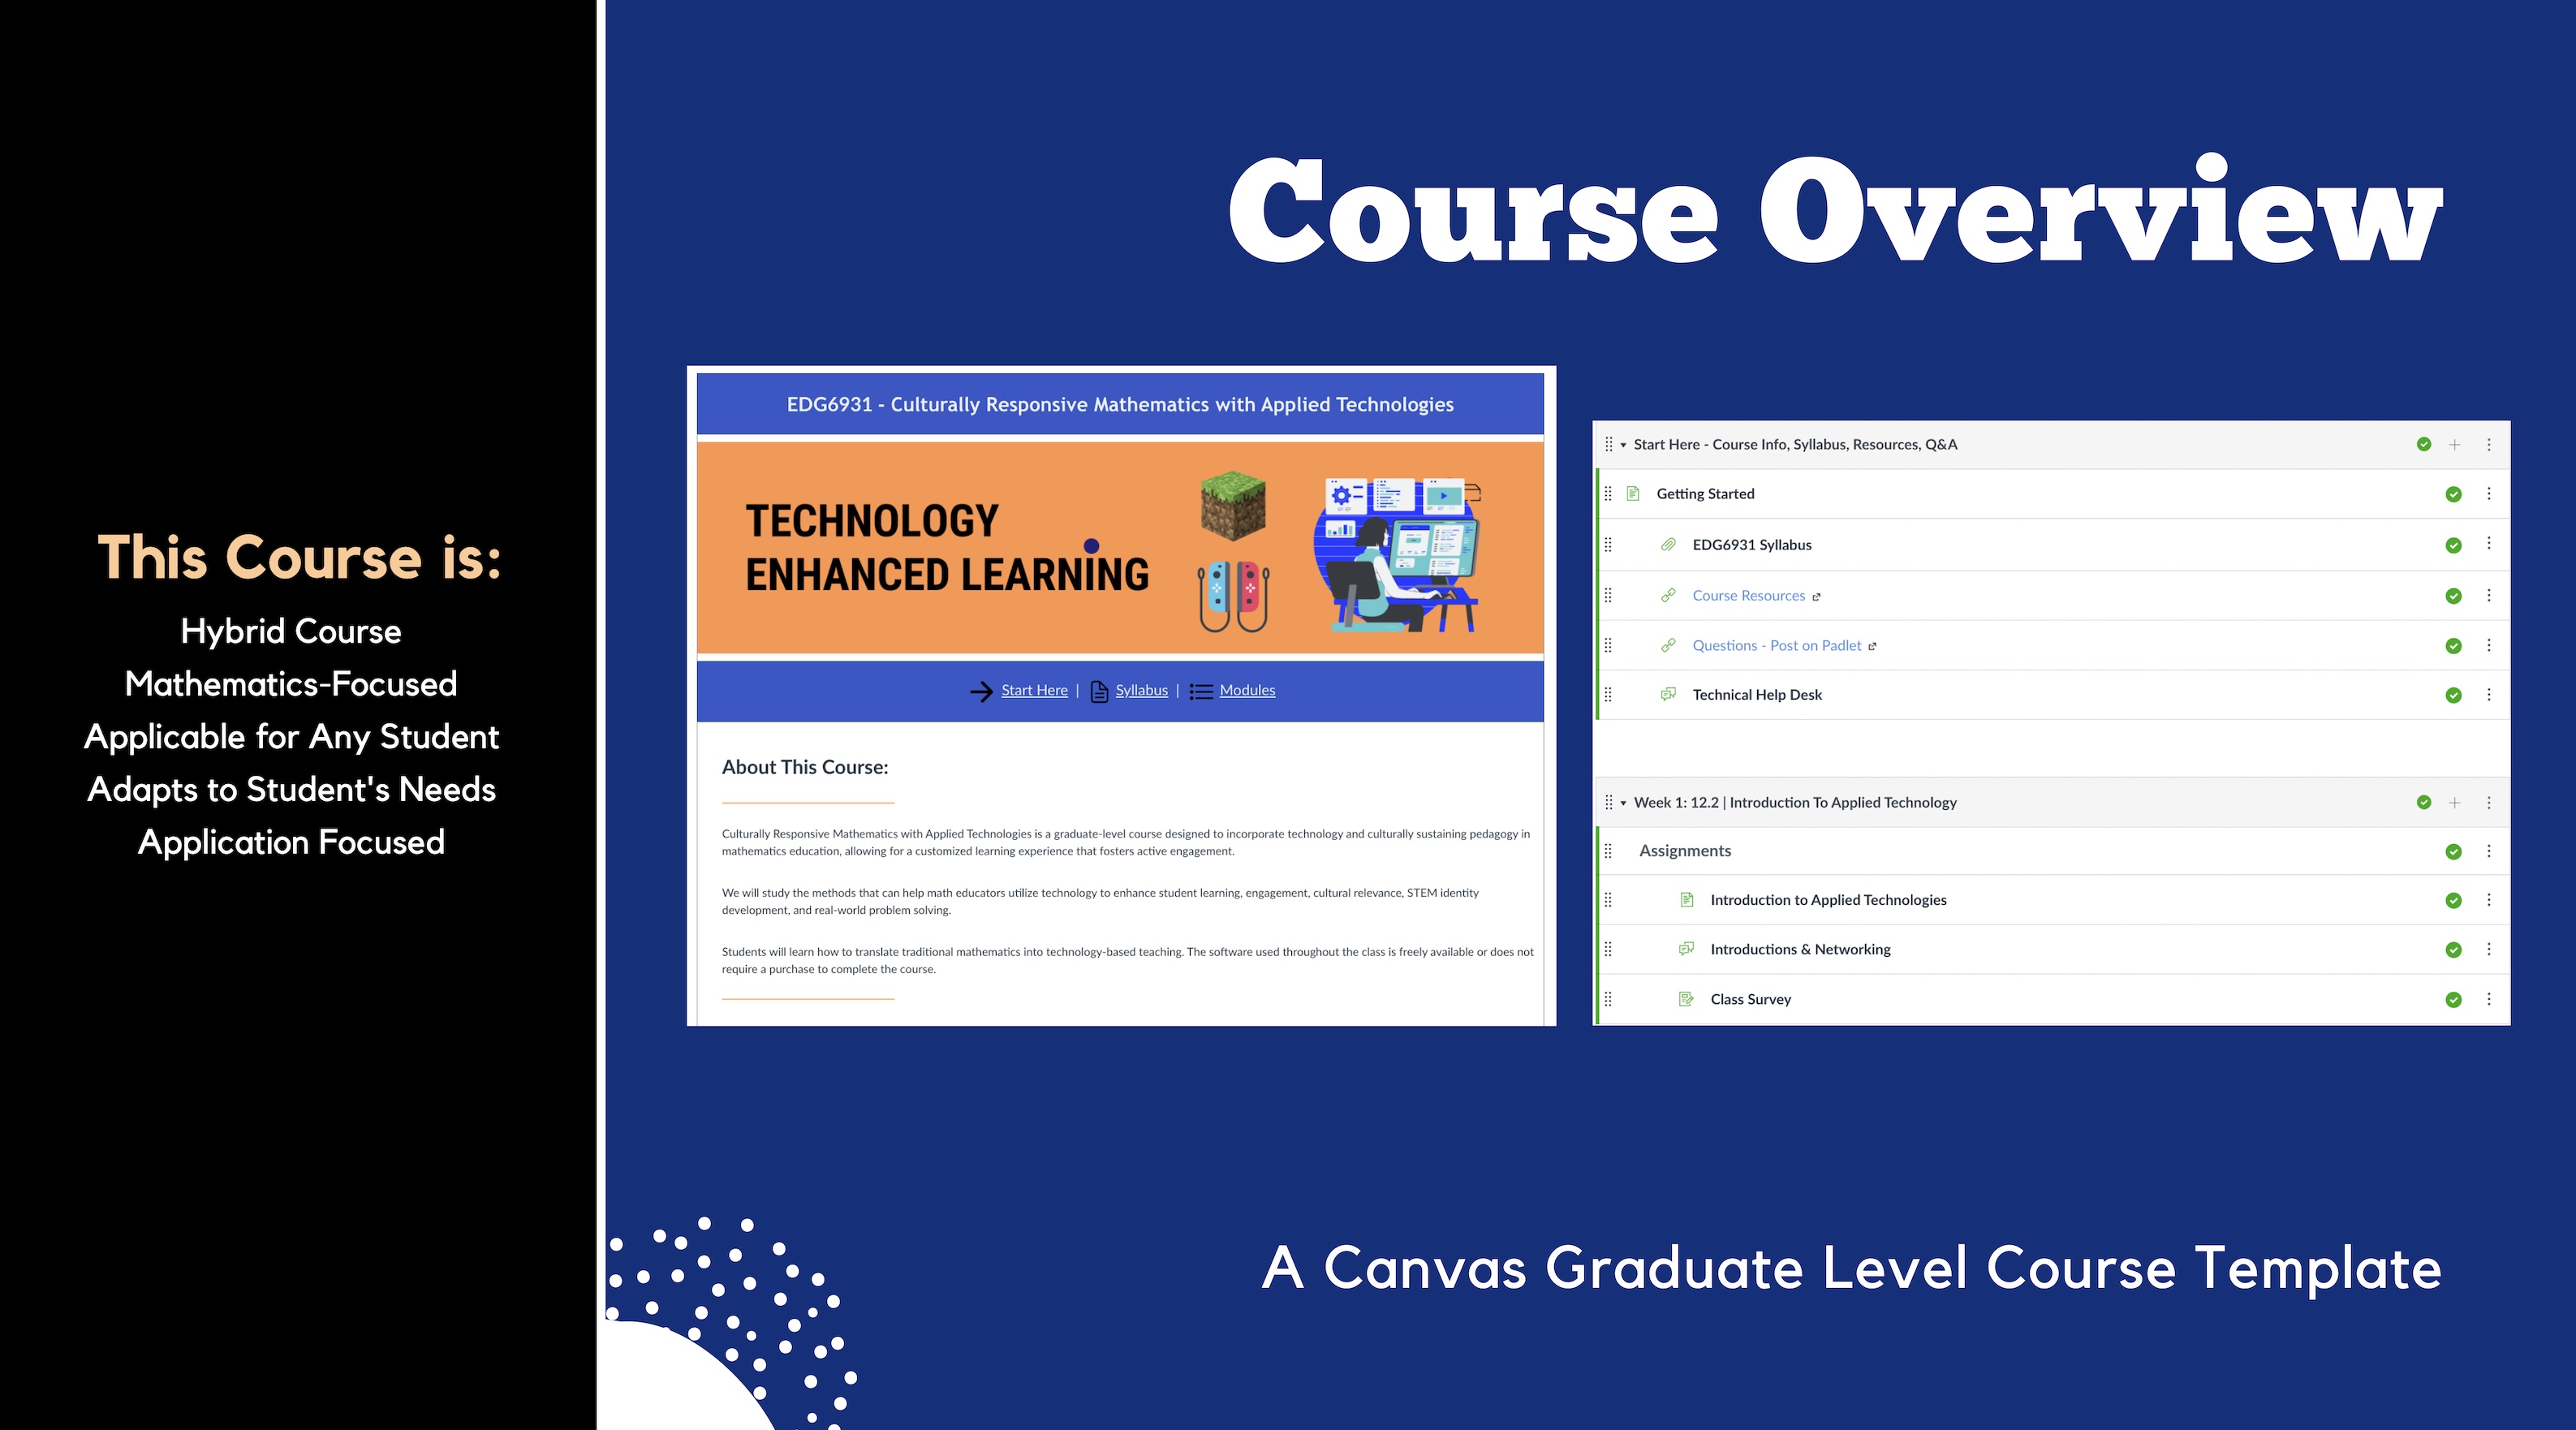 Course Overview
This Course is:
Hybrid Course
Mathematics-Focused
Applicable for Any Student
Adapts to Student's Needs
Application Focused
EDG6931 - Culturally Responsive Mathematics with Applied Technologies
TECHNOLOGY
ENHANCED LEARNING
Start Here | Syllabus | Modules
About This Course:
Culturally Responsive Mathematics with Applied Technologies is a graduate-level course designed to incorporate technology and culturally sustaining pedagogy in
mathematics education, allowing for a customized learning experience that fosters active engagement.
We will study the methods that can help math educators utilize technology to enhance student learning, engagement, cultural relevance, STEM identity
development, and real-world problem solving.
Students will learn how to translate traditional mathematics into technology-based teaching. The software used throughout the class is freely available or does not
require a purchase to complete the course.
Start Here - Course Info, Syllabus, Resources, Q&A
Getting Started
EDG6931 Syllabus
Course Resources
Questions - Post on Padlet
Technical Help Desk
Week 1: 12.2 | Introduction To Applied Technology
Assignments
Introduction to Applied Technologies
Introductions & Networking
Class Survey
A Canvas Graduate Level Course Template